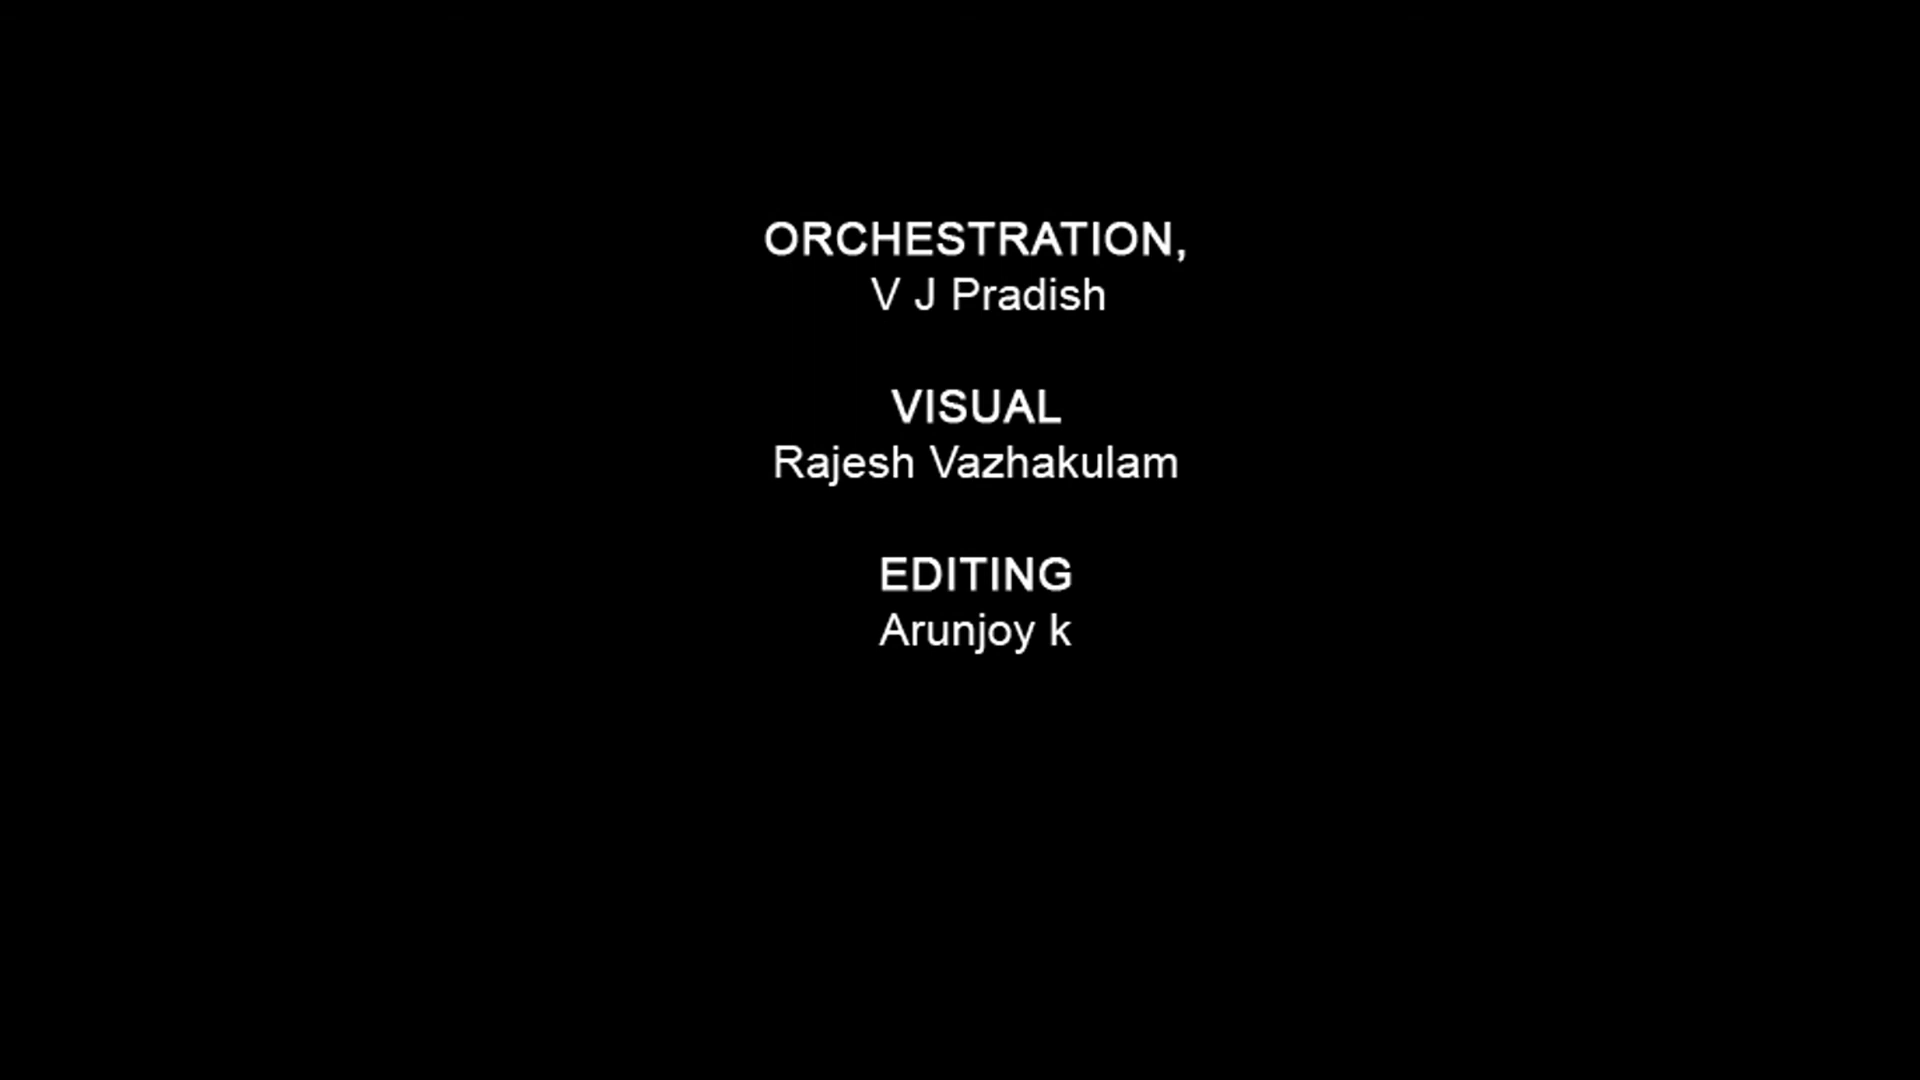 ORCHESTRATION,
V J Pradish
VISUAL
Rajesh Vazhakulam
EDITING
Arunjoy k